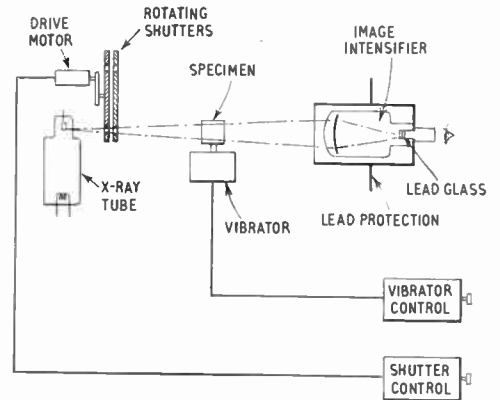 DRIVE
MOTOR
ROTATING
SHUTTERS
SPECIMEN
IMAGE
INTENSIFIER
X-RAY
TUBE
VIBRATOR
LEAD GLASS
LEAD PROTECTION
VIBRATOR
CONTROL
SHUTTER
CONTROL